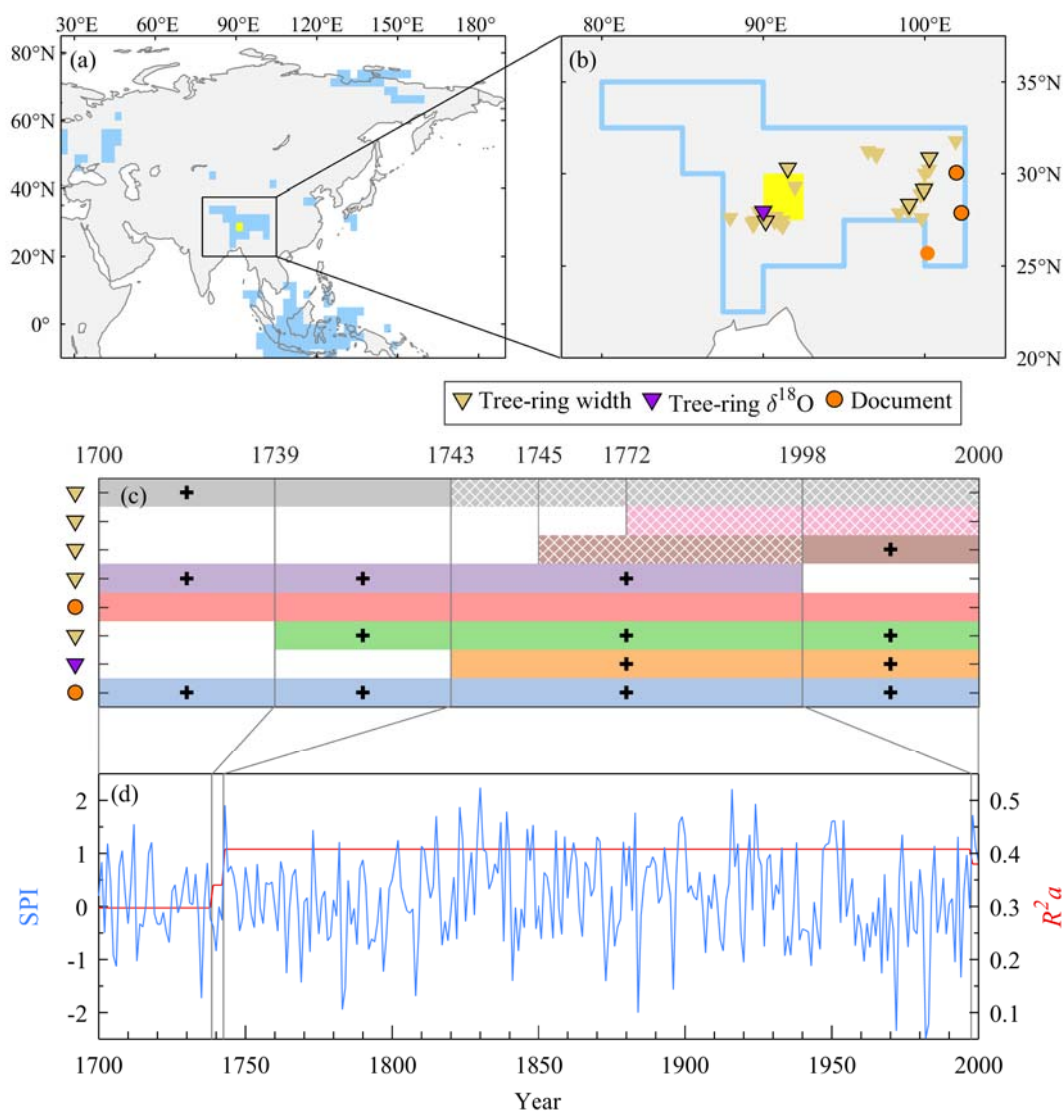 30°E 60°E 90°E 120°E 150°E 180°E
80°E 90°E 100°E
80°N
60°N
40°N
20°N
0°
(a)
(b)
35°N
30°N
25°N
20°N
Tree-ring width Tree-ring δ¹⁸O Document
1700 1739 1743 1745 1772 1998 2000
(c)
(d)
2
1
0
-1
-2
SPI
0.5
0.4
0.3
0.2
0.1
R²a
1700 1750 1800 1850 1900 1950 2000
Year